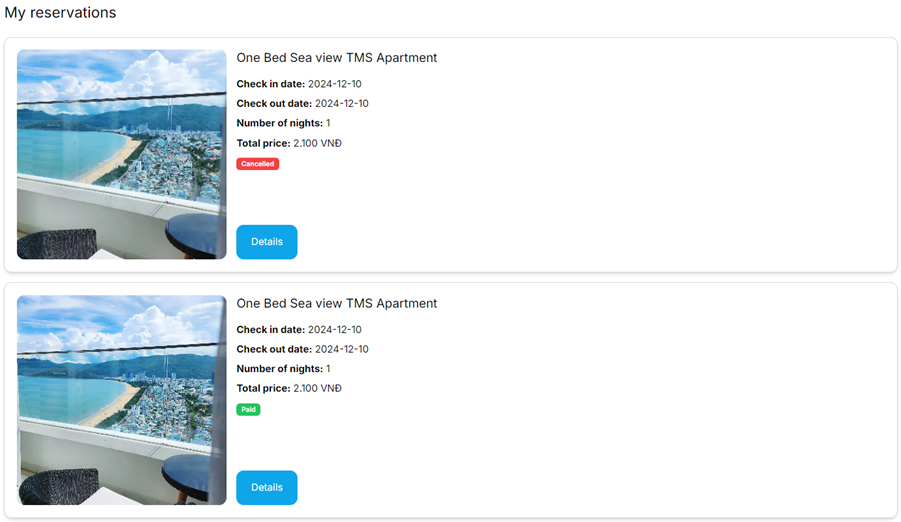 My reservations
One Bed Sea view TMS Apartment
Check in date: 2024-12-10
Check out date: 2024-12-10
Number of nights: 1
Total price: 2.100 VNĐ
Cancelled
Details
One Bed Sea view TMS Apartment
Check in date: 2024-12-10
Check out date: 2024-12-10
Number of nights: 1
Total price: 2.100 VNĐ
Paid
Details